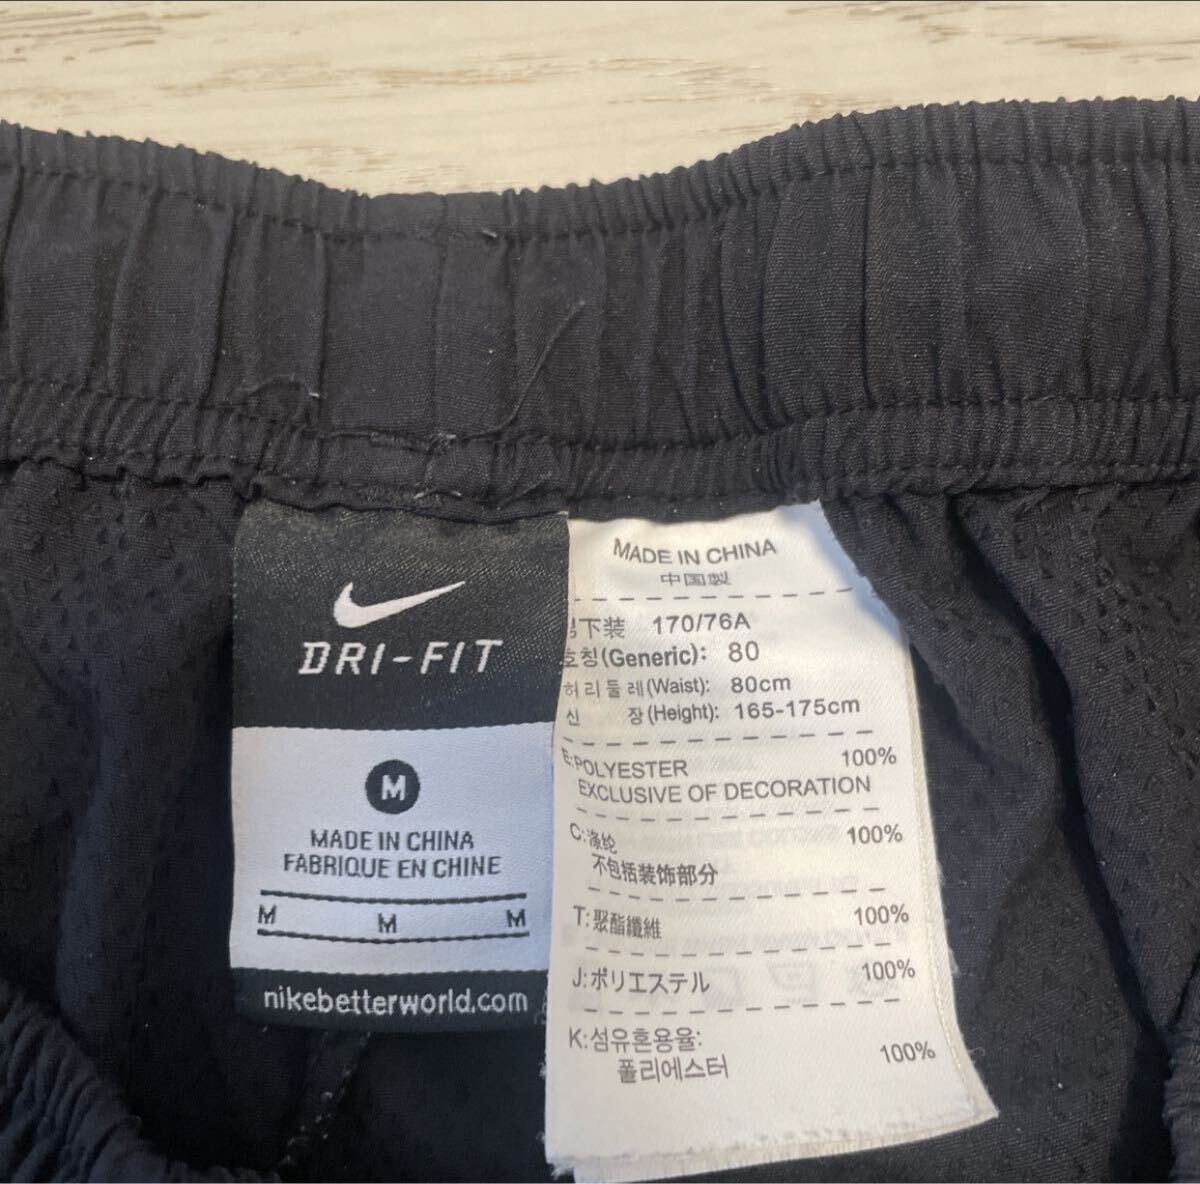 DRI-FIT
M
MADE IN CHINA
FABRIQUE EN CHINE
M M M
nikebetterworld.com
MADE IN CHINA
中国製
男下装 170/76A
호칭(Generic): 80
허리둘레(Waist): 80cm
신 장(Height): 165-175cm
E:POLYESTER 100%
EXCLUSIVE OF DECORATION
C:涤纶 100%
不包括装饰部分
T:聚酯纖維 100%
J:ポリエステル 100%
K:섬유혼용율:
폴리에스터 100%